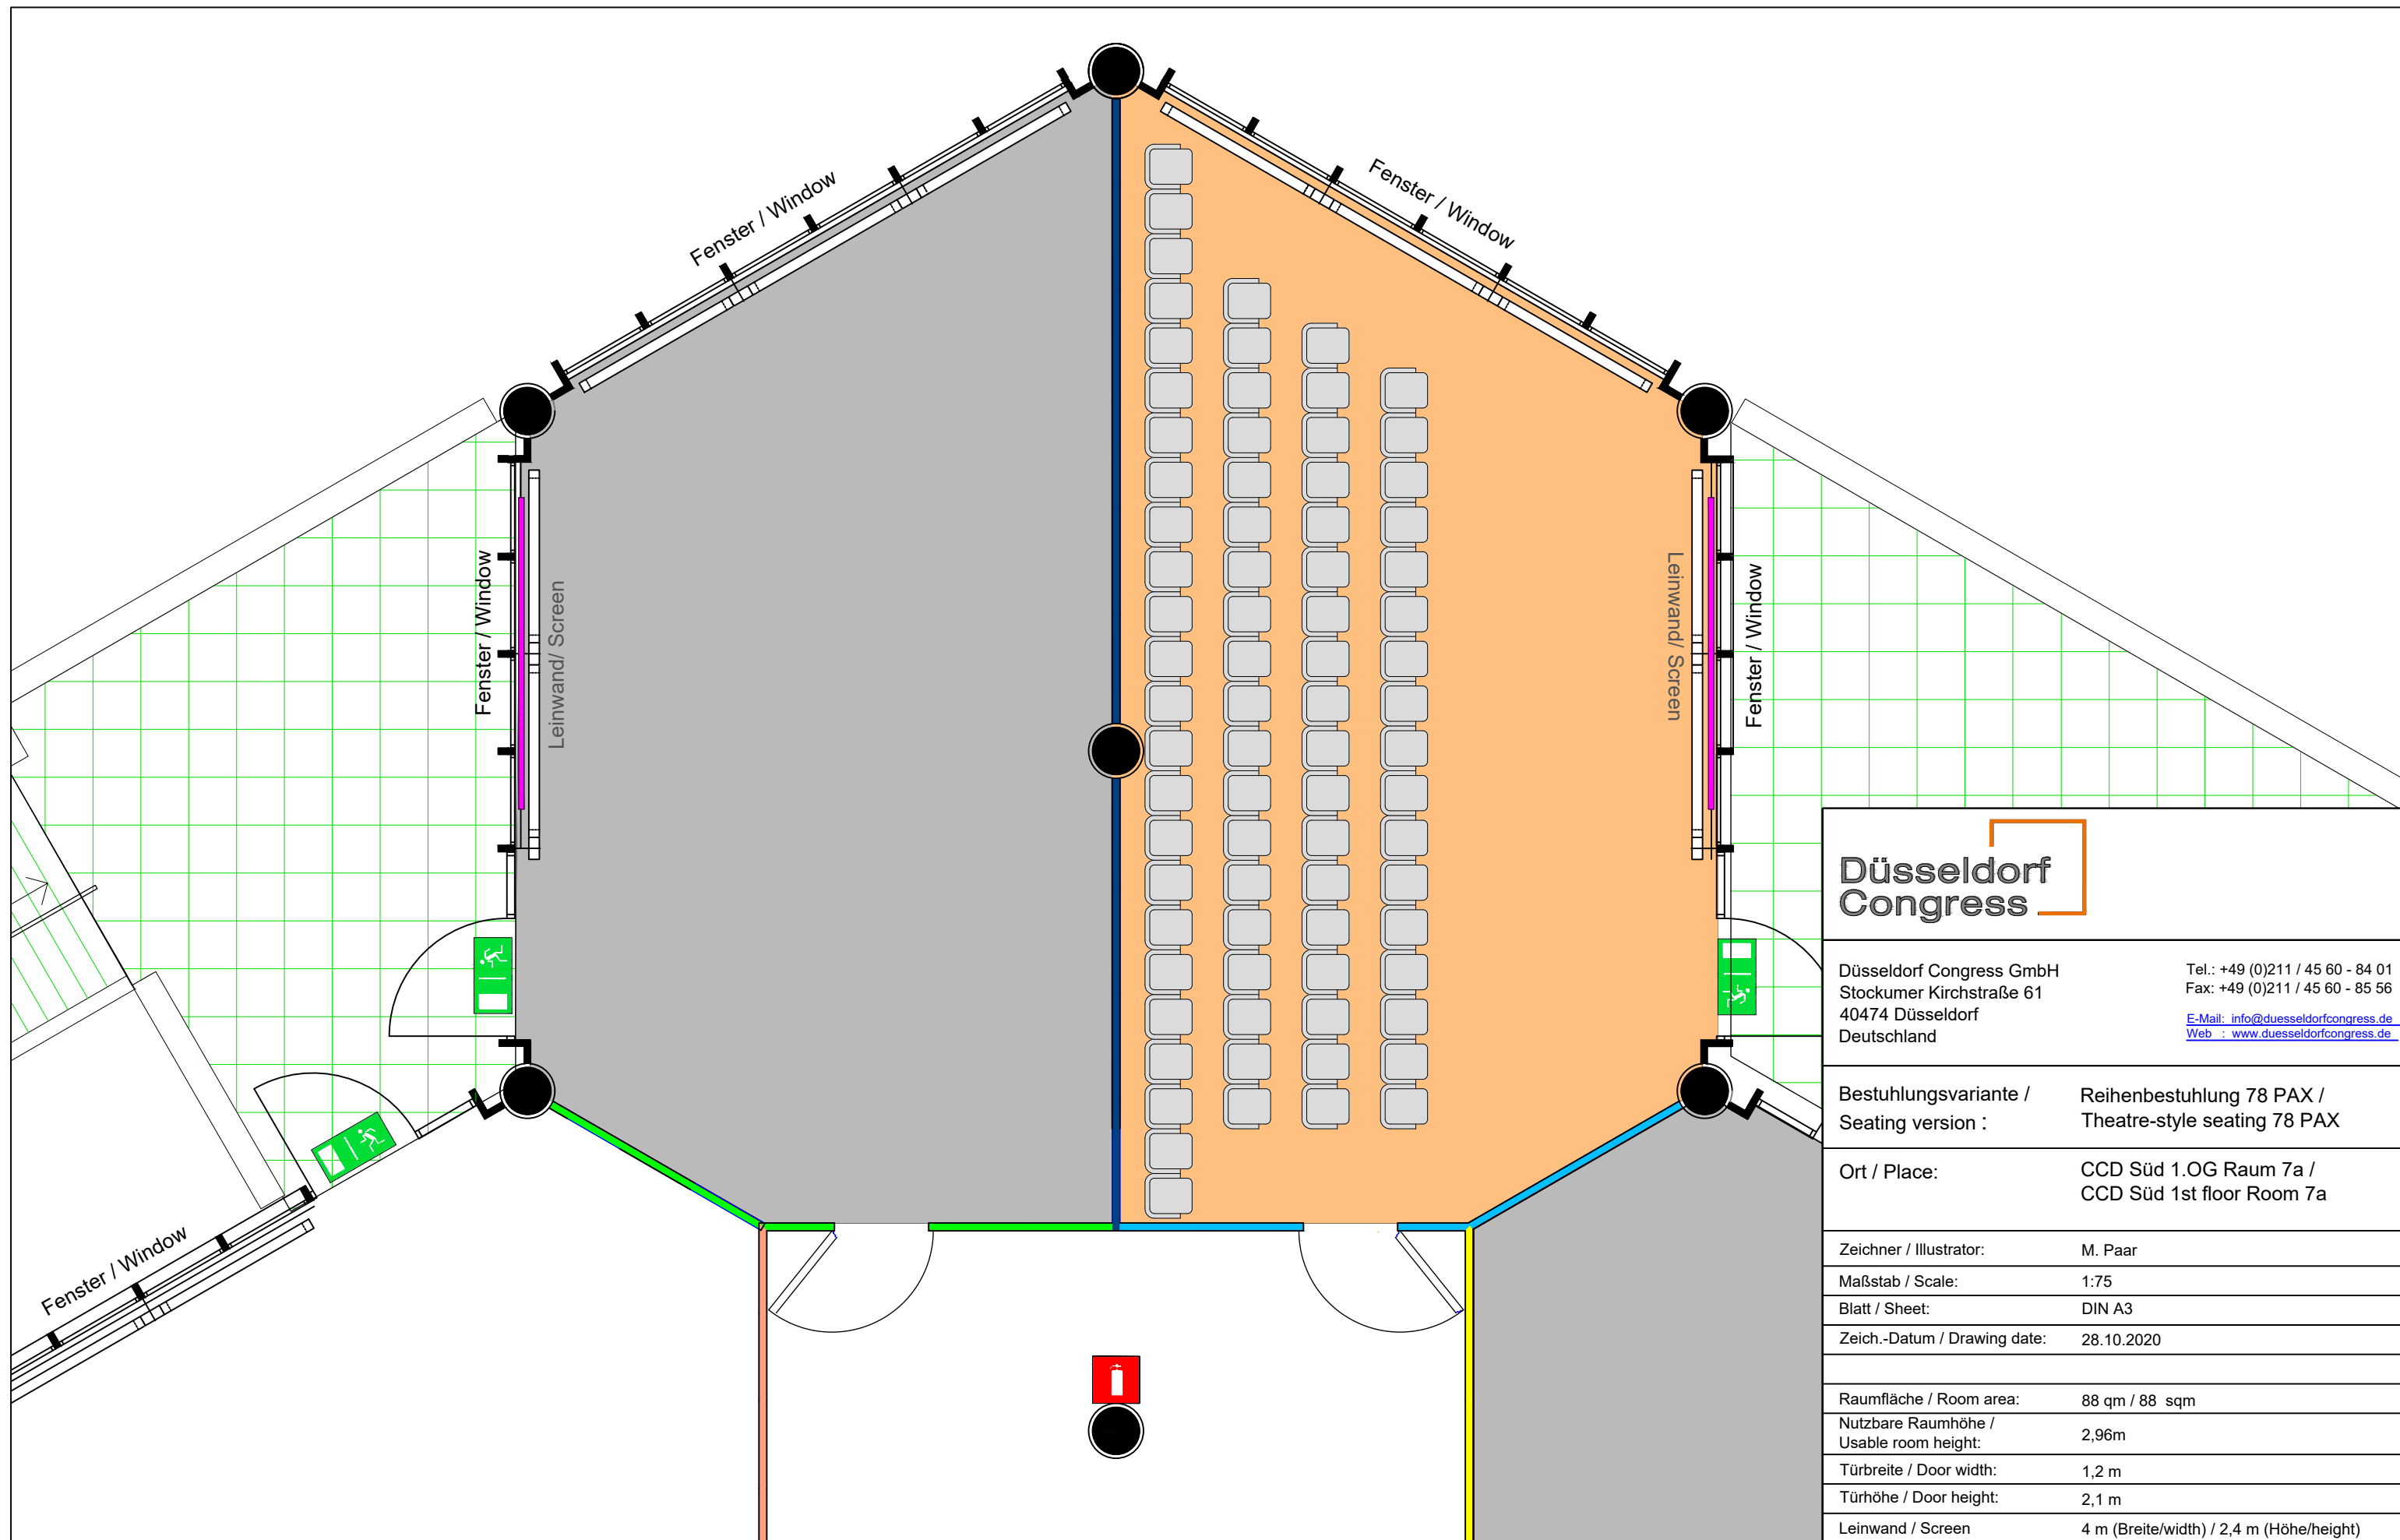 Fenster / Window
Fenster / Window
Fenster / Window
Leinwand/ Screen
Leinwand/ Screen
Fenster / Window
Fenster / Window
Düsseldorf
Congress
Düsseldorf Congress GmbH
Stockumer Kirchstraße 61
40474 Düsseldorf
Deutschland
Tel.: +49 (0)211 / 45 60 - 84 01
Fax: +49 (0)211 / 45 60 - 85 56
E-Mail: info@duesseldorfcongress.de
Web : www.duesseldorfcongress.de
Bestuhlungsvariante / Reihenbestuhlung 78 PAX /
Seating version : Theatre-style seating 78 PAX
Ort / Place: CCD Süd 1.OG Raum 7a /
CCD Süd 1st floor Room 7a
Zeichner / Illustrator: M. Paar
Maßstab / Scale: 1:75
Blatt / Sheet: DIN A3
Zeich.-Datum / Drawing date: 28.10.2020
Raumfläche / Room area: 88 qm / 88 sqm
Nutzbare Raumhöhe /
Usable room height: 2,96m
Türbreite / Door width: 1,2 m
Türhöhe / Door height: 2,1 m
Leinwand / Screen 4 m (Breite/width) / 2,4 m (Höhe/height)